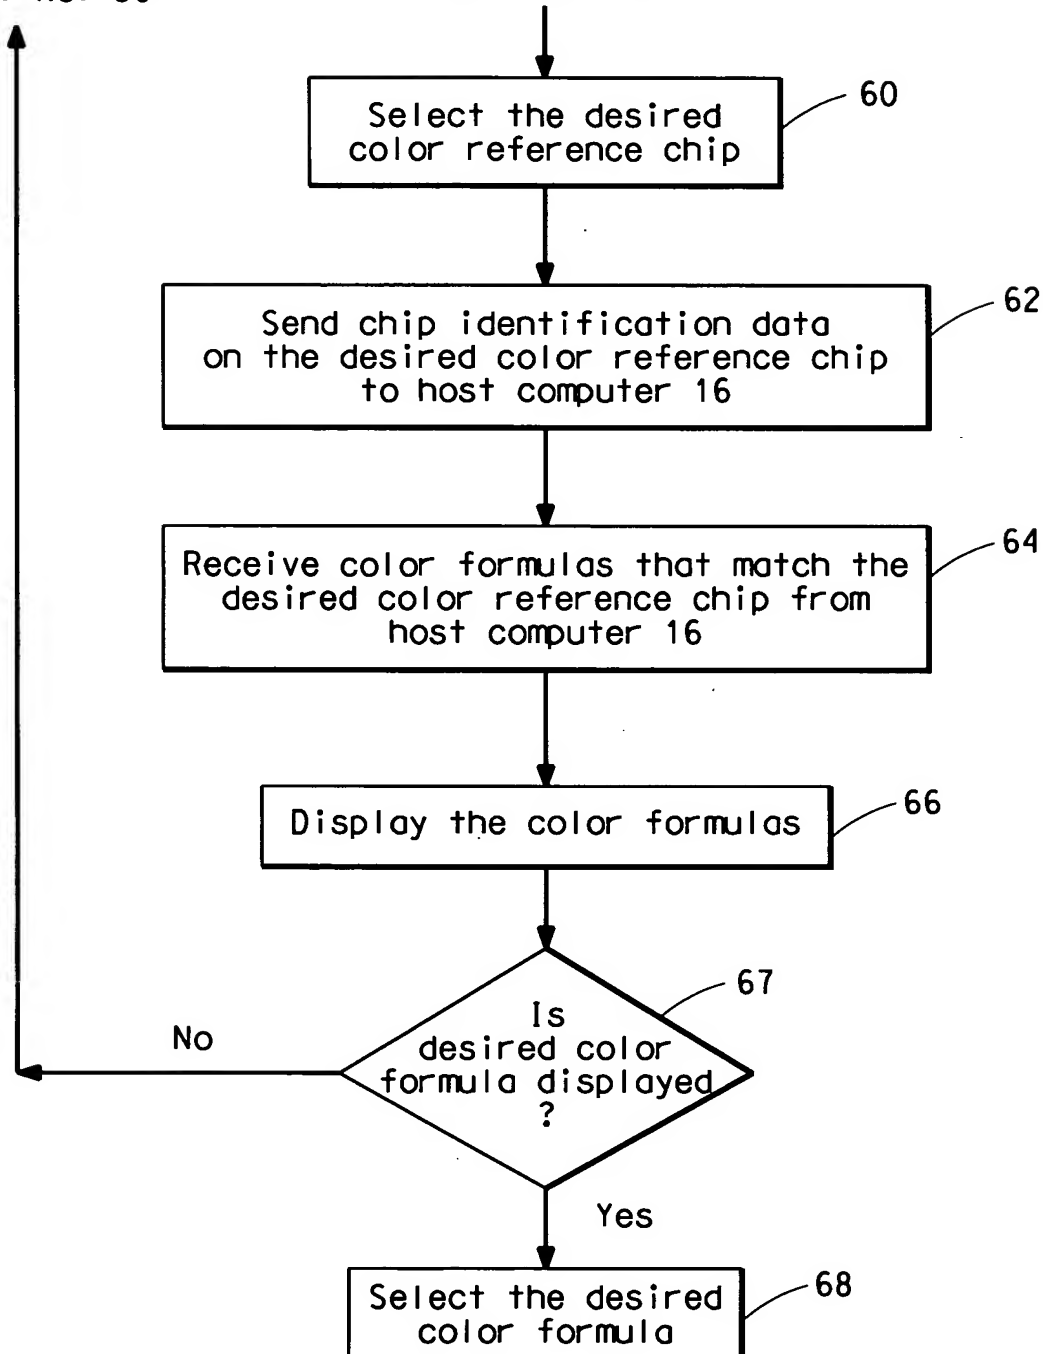 Select the desired
color reference chip
60
Send chip identification data
on the desired color reference chip
to host computer 16
62
Receive color formulas that match the
desired color reference chip from
host computer 16
64
Display the color formulas
66
Is
desired color
formula displayed
?
67
No
Yes
Select the desired
color formula
68